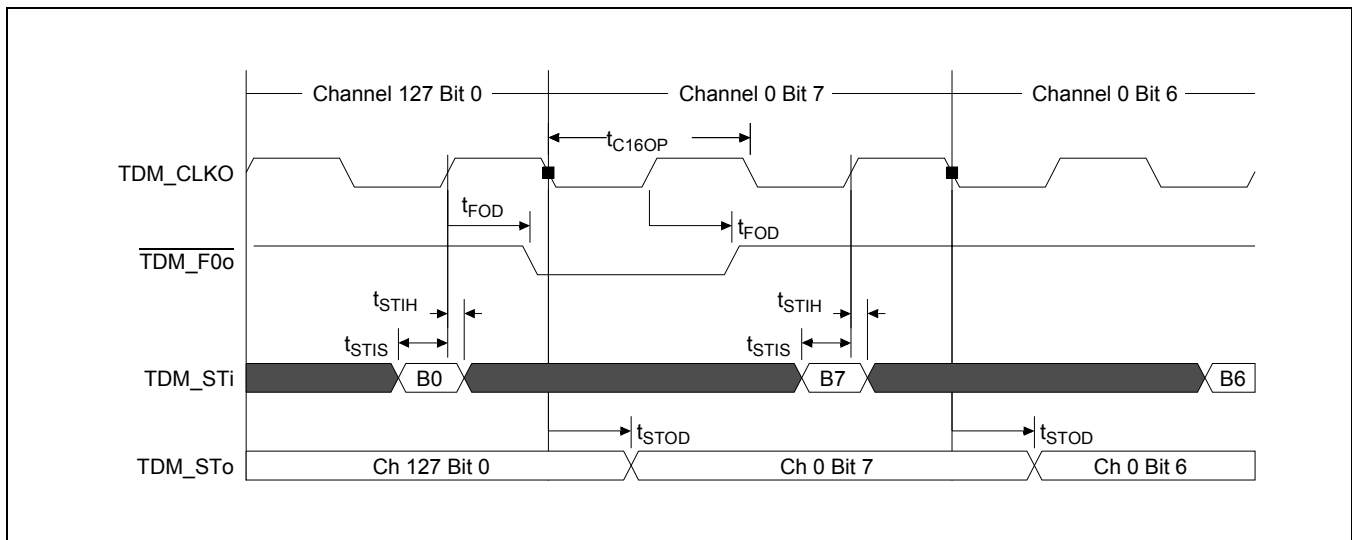 Channel 127 Bit 0 Channel 0 Bit 7 Channel 0 Bit 6
tC16OP
TDM_CLKO
tFOD tFOD
TDM_F0o
tSTIH tSTIH
tSTIS tSTIS
TDM_STi B0 B7 B6
tSTOD tSTOD
TDM_STo Ch 127 Bit 0 Ch 0 Bit 7 Ch 0 Bit 6